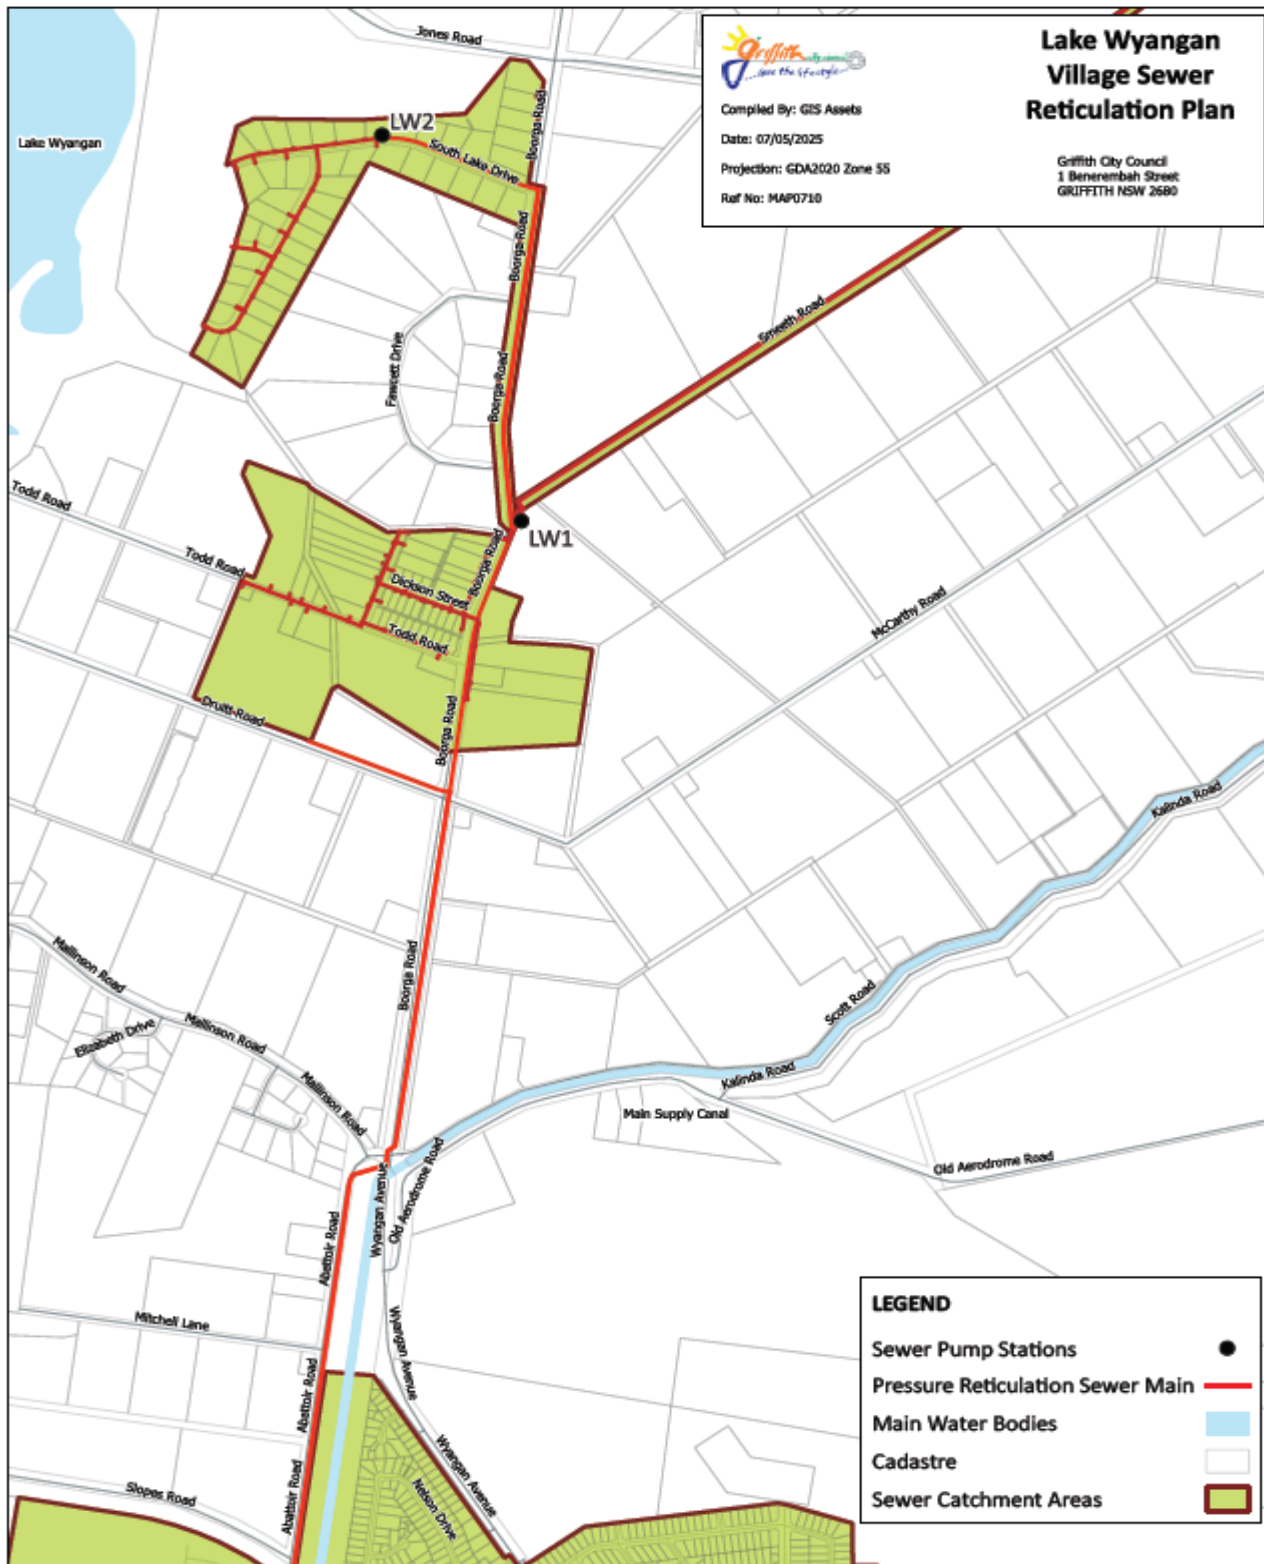 Jones Road
Griffith
city council
...love the lifestyle...
Lake Wyangan
Village Sewer
Reticulation Plan
Compiled By: GIS Assets
Date: 07/05/2025
Projection: GDA2020 Zone 55
Ref No: MAP0710
Griffith City Council
1 Benerembah Street
GRIFFITH NSW 2680
Lake Wyangan
LW2
South Lake Drive
Boorga Road
Boorga Road
Smeeth Road
Fawcett Drive
Boorga Road
Todd Road
LW1
Todd Road
Boorga Road
Dickson Street
Todd Road
McCarthy Road
Druitt Road
Boorga Road
Kalinda Road
Mallinson Road
Boorga Road
Scott Road
Elizabeth Drive
Mallinson Road
Mallinson Road
Kalinda Road
Main Supply Canal
Old Aerodrome Road
Old Aerodrome Road
Wyangan Avenue
Abattoir Road
Mitchell Lane
Wyangan Avenue
Abattoir Road
Wyangan Avenue
Slopes Road
Abattoir Road
Nelson Drive
LEGEND
Sewer Pump Stations
Pressure Reticulation Sewer Main
Main Water Bodies
Cadastre
Sewer Catchment Areas